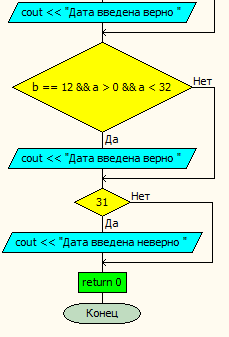 cout << "Дата введена верно "
b == 12 && a > 0 && a < 32
Нет
Да
cout << "Дата введена верно "
31
Нет
Да
cout << "Дата введена неверно "
return 0
Конец